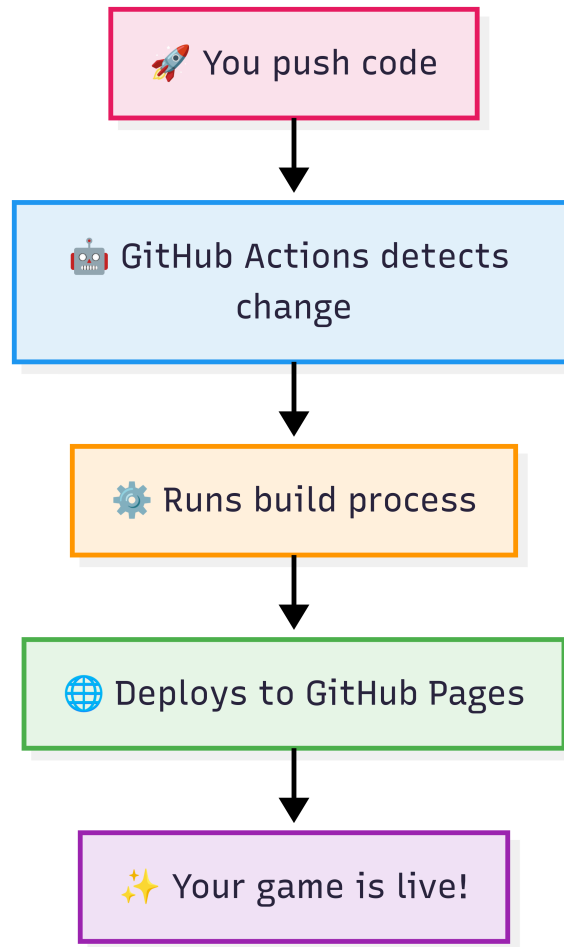 🚀 You push code
🤖 GitHub Actions detects
change
⚙️ Runs build process
🌐 Deploys to GitHub Pages
✨ Your game is live!